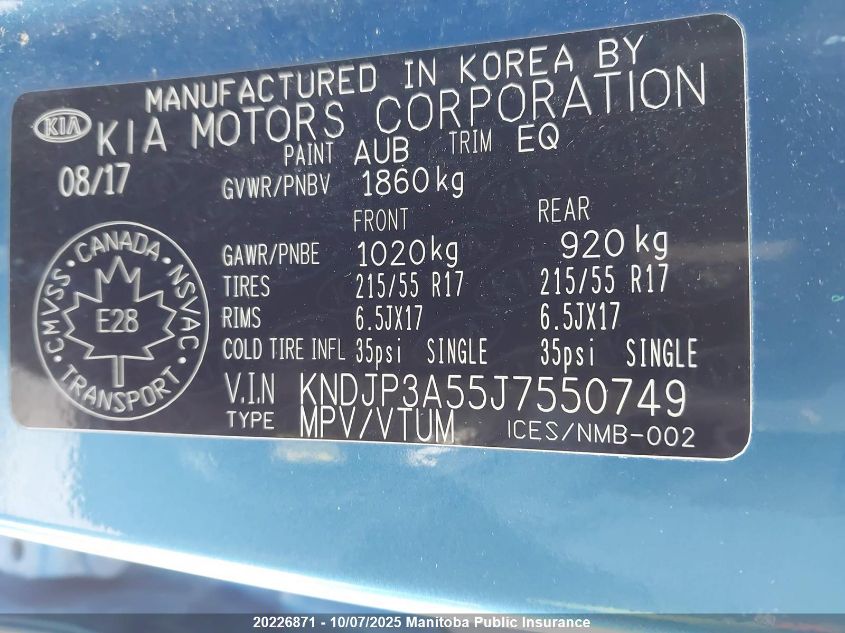 MANUFACTURED IN KOREA BY
KIA KIA MOTORS CORPORATION
08/17 PAINT AUB TRIM EQ
GVWR/PNBV 1860kg
FRONT REAR
GAWR/PNBE 1020kg 920kg
TIRES 215/55 R17 215/55 R17
RIMS 6.5JX17 6.5JX17
COLD TIRE INFL 35psi SINGLE 35psi SINGLE
CANADA
CMVSS · NSVAC
E28
TRANSPORT
V.I.N KNDJP3A55J7550749
TYPE MPV/VTUM ICES/NMB-002
20226871 - 10/07/2025 Manitoba Public Insurance